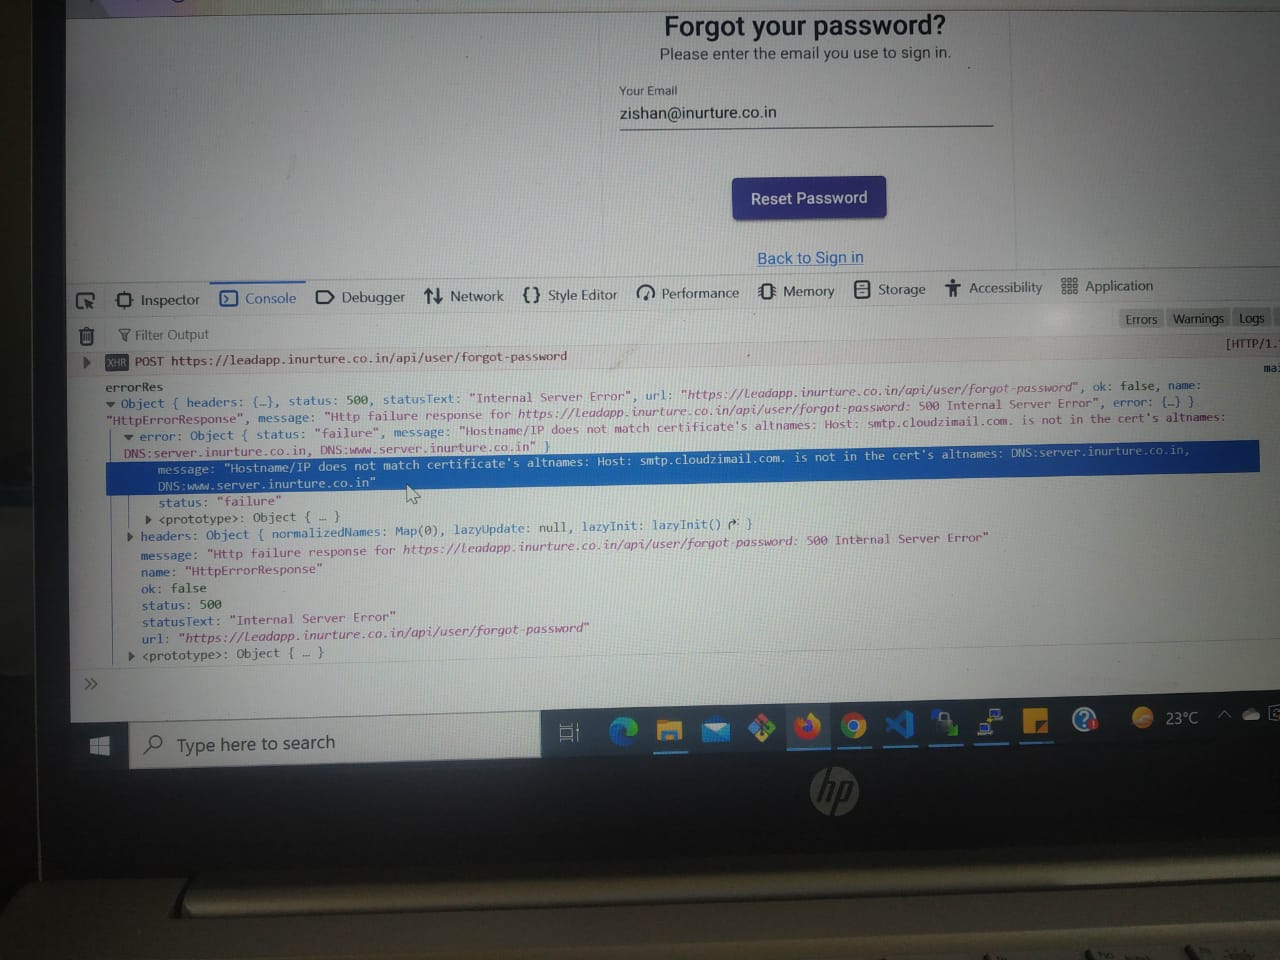 Forgot your password?
Please enter the email you use to sign in.
Your Email
zishan@inurture.co.in
Reset Password
Back to Sign in
Inspector Console Debugger Network {} Style Editor Performance Memory Storage Accessibility Application
Filter Output
Errors Warnings Logs
XHR POST https://leadapp.inurture.co.in/api/user/forgot-password [HTTP/1.
errorRes
Object { headers: {…}, status: 500, statusText: "Internal Server Error", url: "https://leadapp.inurture.co.in/api/user/forgot-password", ok: false, name:
"HttpErrorResponse", message: "Http failure response for https://leadapp.inurture.co.in/api/user/forgot-password: 500 Internal Server Error", error: {…} }
error: Object { status: "failure", message: "Hostname/IP does not match certificate's altnames: Host: smtp.cloudzimail.com. is not in the cert's altnames:
DNS:server.inurture.co.in, DNS:www.server.inurture.co.in" }
message: "Hostname/IP does not match certificate's altnames: Host: smtp.cloudzimail.com. is not in the cert's altnames: DNS:server.inurture.co.in,
DNS:www.server.inurture.co.in"
status: "failure"
<prototype>: Object { … }
headers: Object { normalizedNames: Map(0), lazyUpdate: null, lazyInit: lazyInit() }
message: "Http failure response for https://leadapp.inurture.co.in/api/user/forgot-password: 500 Internal Server Error"
name: "HttpErrorResponse"
ok: false
status: 500
statusText: "Internal Server Error"
url: "https://leadapp.inurture.co.in/api/user/forgot-password"
<prototype>: Object { … }
Type here to search
23°C
hp